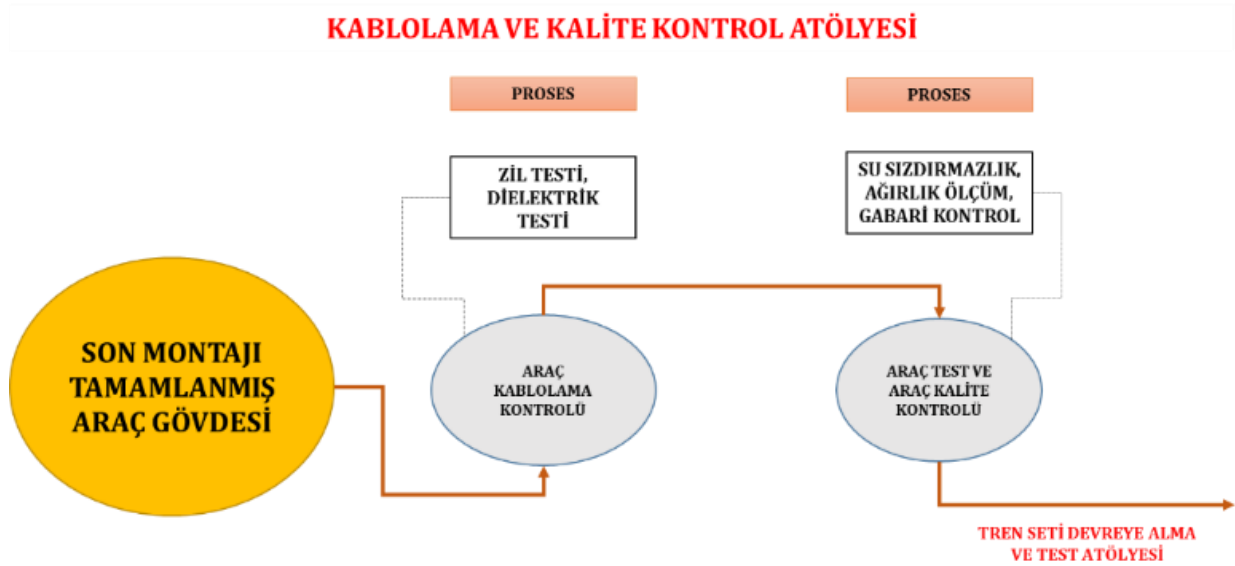 KABLOLAMA VE KALİTE KONTROL ATÖLYESİ
PROSES
PROSES
ZİL TESTİ,
DİELEKTRİK
TESTİ
SU SIZDIRMAZLIK,
AĞIRLIK ÖLÇÜM,
GABARİ KONTROL
SON MONTAJI
TAMAMLANMIŞ
ARAÇ GÖVDESİ
ARAÇ
KABLOLAMA
KONTROLÜ
ARAÇ TEST VE
ARAÇ KALİTE
KONTROLÜ
TREN SETİ DEVREYE ALMA
VE TEST ATÖLYESİ